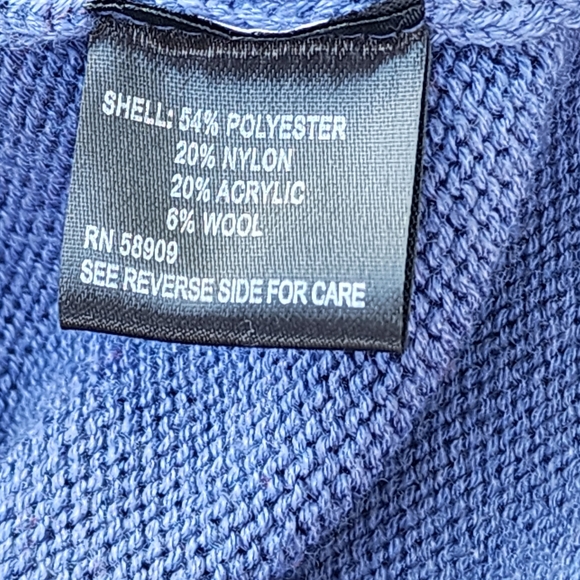 SHELL: 54% POLYESTER
20% NYLON
20% ACRYLIC
6% WOOL
RN 58909
SEE REVERSE SIDE FOR CARE